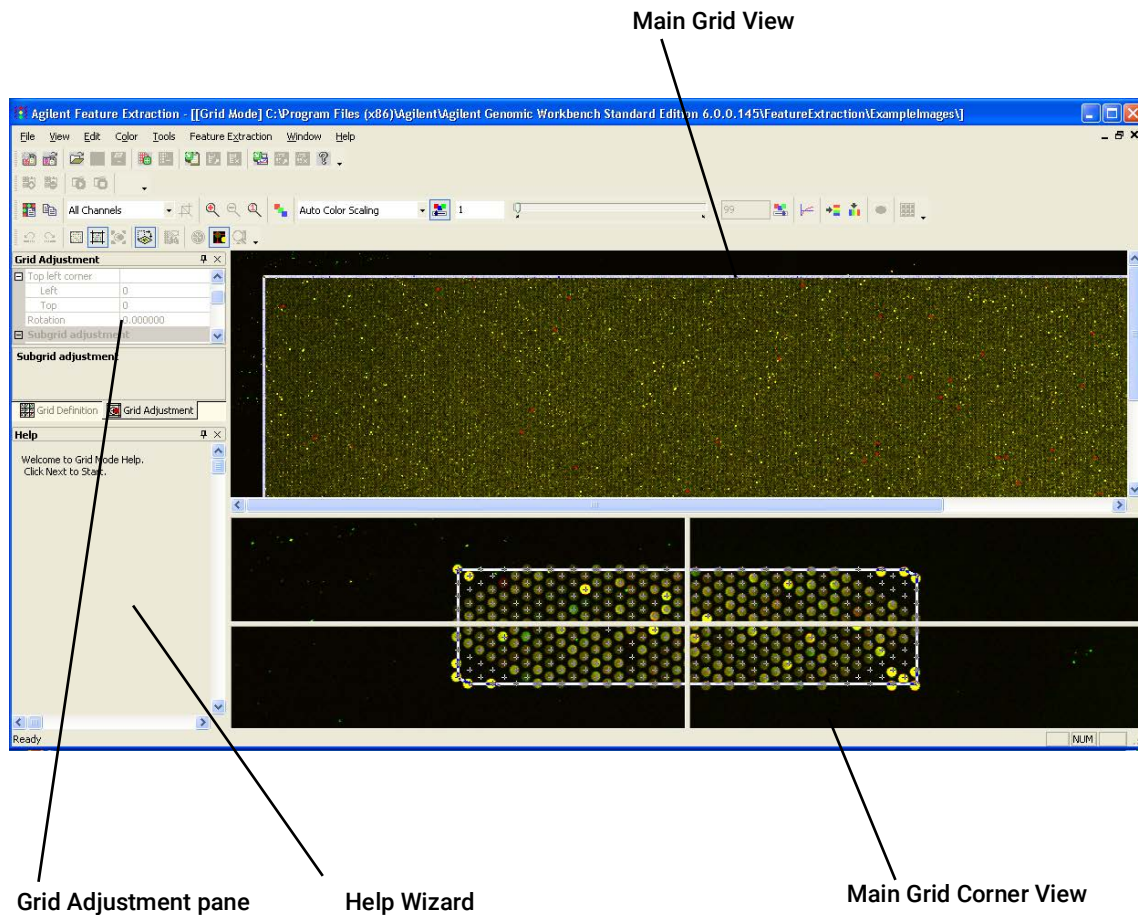 Main Grid View
Agilent Feature Extraction - [[Grid Mode] C:\Program Files (x86)\Agilent\Agilent Genomic Workbench Standard Edition 6.0.0.145\FeatureExtraction\ExampleImages\]
File View Edit Color Tools Feature Extraction Window Help
All Channels Auto Color Scaling 1 99
Grid Adjustment
Top left corner
Left 0
Top 0
Rotation 0.000000
Subgrid adjustment
Subgrid adjustment
Grid Definition Grid Adjustment
Help
Welcome to Grid Mode Help.
Click Next to Start.
Ready NUM
Grid Adjustment pane Help Wizard Main Grid Corner View